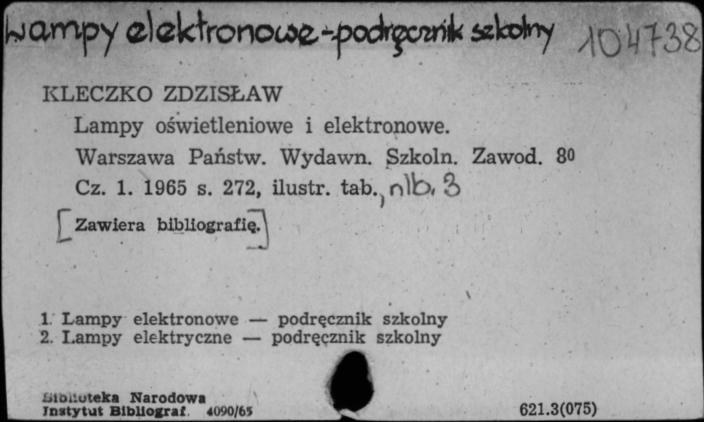 Lampy elektronowe - podręcznik szkolny 104738
KLECZKO ZDZISŁAW
Lampy oświetleniowe i elektronowe.
Warszawa Państw. Wydawn. Szkoln. Zawod. 8⁰
Cz. 1. 1965 s. 272, ilustr. tab., nlb. 3
[Zawiera bibliografię.]
1. Lampy elektronowe — podręcznik szkolny
2. Lampy elektryczne — podręcznik szkolny
Biblioteka Narodowa
Instytut Bibliograf. 4090/65 621.3(075)